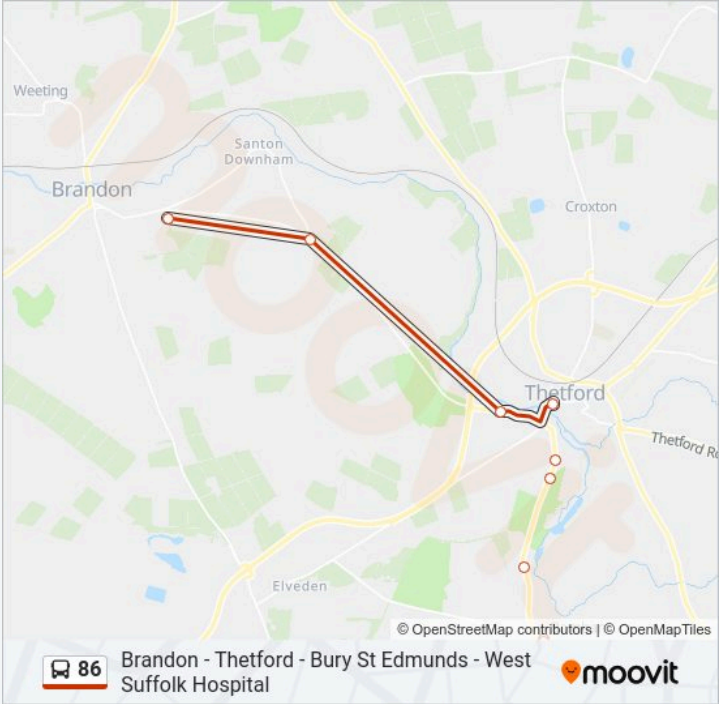 Weeting
Santon
Downham
Brandon
Croxton
Thetford
Thetford R
Elveden
© OpenStreetMap contributors | © OpenMapTiles
86 Brandon - Thetford - Bury St Edmunds - West
Suffolk Hospital
moovit